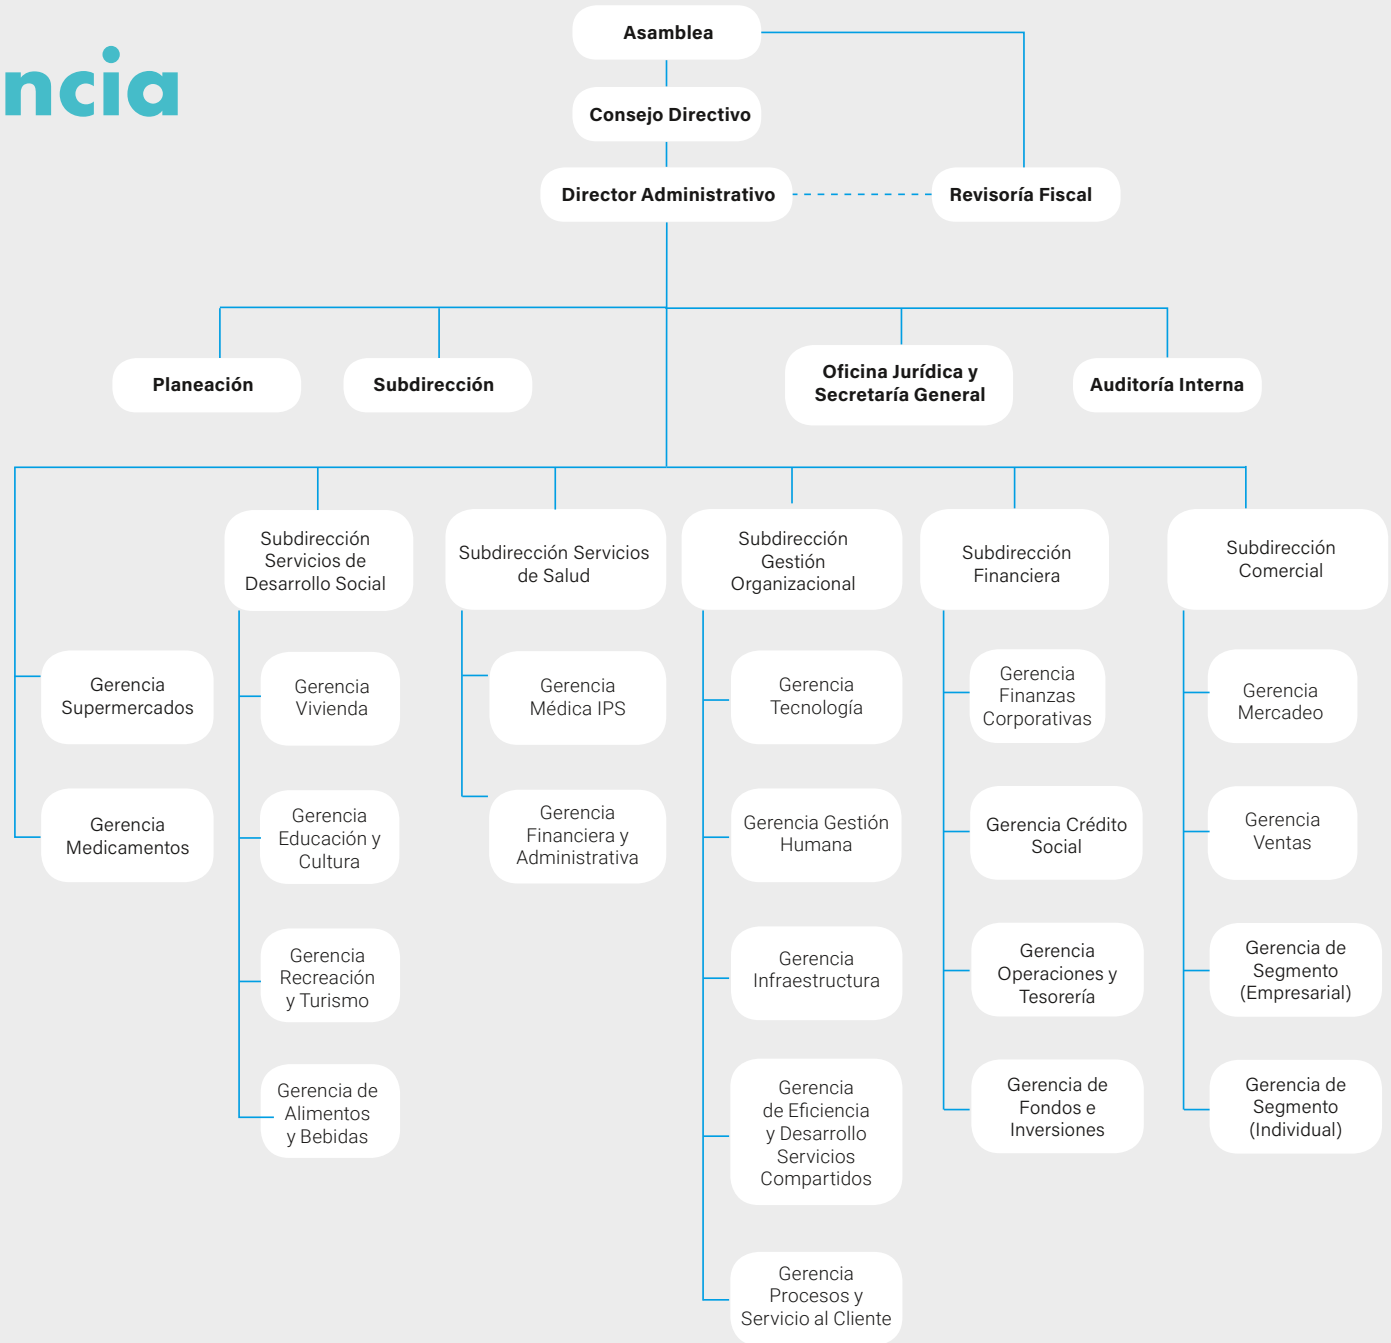 ncia
Asamblea
Consejo Directivo
Director Administrativo
Revisoría Fiscal
Planeación
Subdirección
Oficina Jurídica y
Secretaría General
Auditoría Interna
Subdirección
Servicios de
Desarrollo Social
Subdirección Servicios
de Salud
Subdirección
Gestión
Organizacional
Subdirección
Financiera
Subdirección
Comercial
Gerencia
Supermercados
Gerencia
Medicamentos
Gerencia
Vivienda
Gerencia
Educación y
Cultura
Gerencia
Recreación
y Turismo
Gerencia de
Alimentos
y Bebidas
Gerencia
Médica IPS
Gerencia
Financiera y
Administrativa
Gerencia
Tecnología
Gerencia Gestión
Humana
Gerencia
Infraestructura
Gerencia
de Eficiencia
y Desarrollo
Servicios
Compartidos
Gerencia
Procesos y
Servicio al Cliente
Gerencia
Finanzas
Corporativas
Gerencia Crédito
Social
Gerencia
Operaciones y
Tesorería
Gerencia de
Fondos e
Inversiones
Gerencia
Mercadeo
Gerencia
Ventas
Gerencia de
Segmento
(Empresarial)
Gerencia de
Segmento
(Individual)